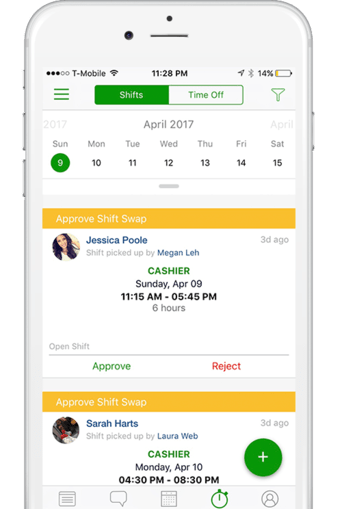 T-Mobile 11:28 PM 14%
Shifts Time Off
2017 April 2017 April
Sun Mon Tue Wed Thu Fri Sat
9 10 11 12 13 14 15
Approve Shift Swap
Jessica Poole 3d ago
Shift picked up by Megan Leh
CASHIER
Sunday, Apr 09
11:15 AM - 05:45 PM
6 hours
Open Shift
Approve Reject
Approve Shift Swap
Sarah Harts 3d ago
Shift picked up by Laura Web
CASHIER
Monday, Apr 10
04:30 PM - 08:30 PM
+